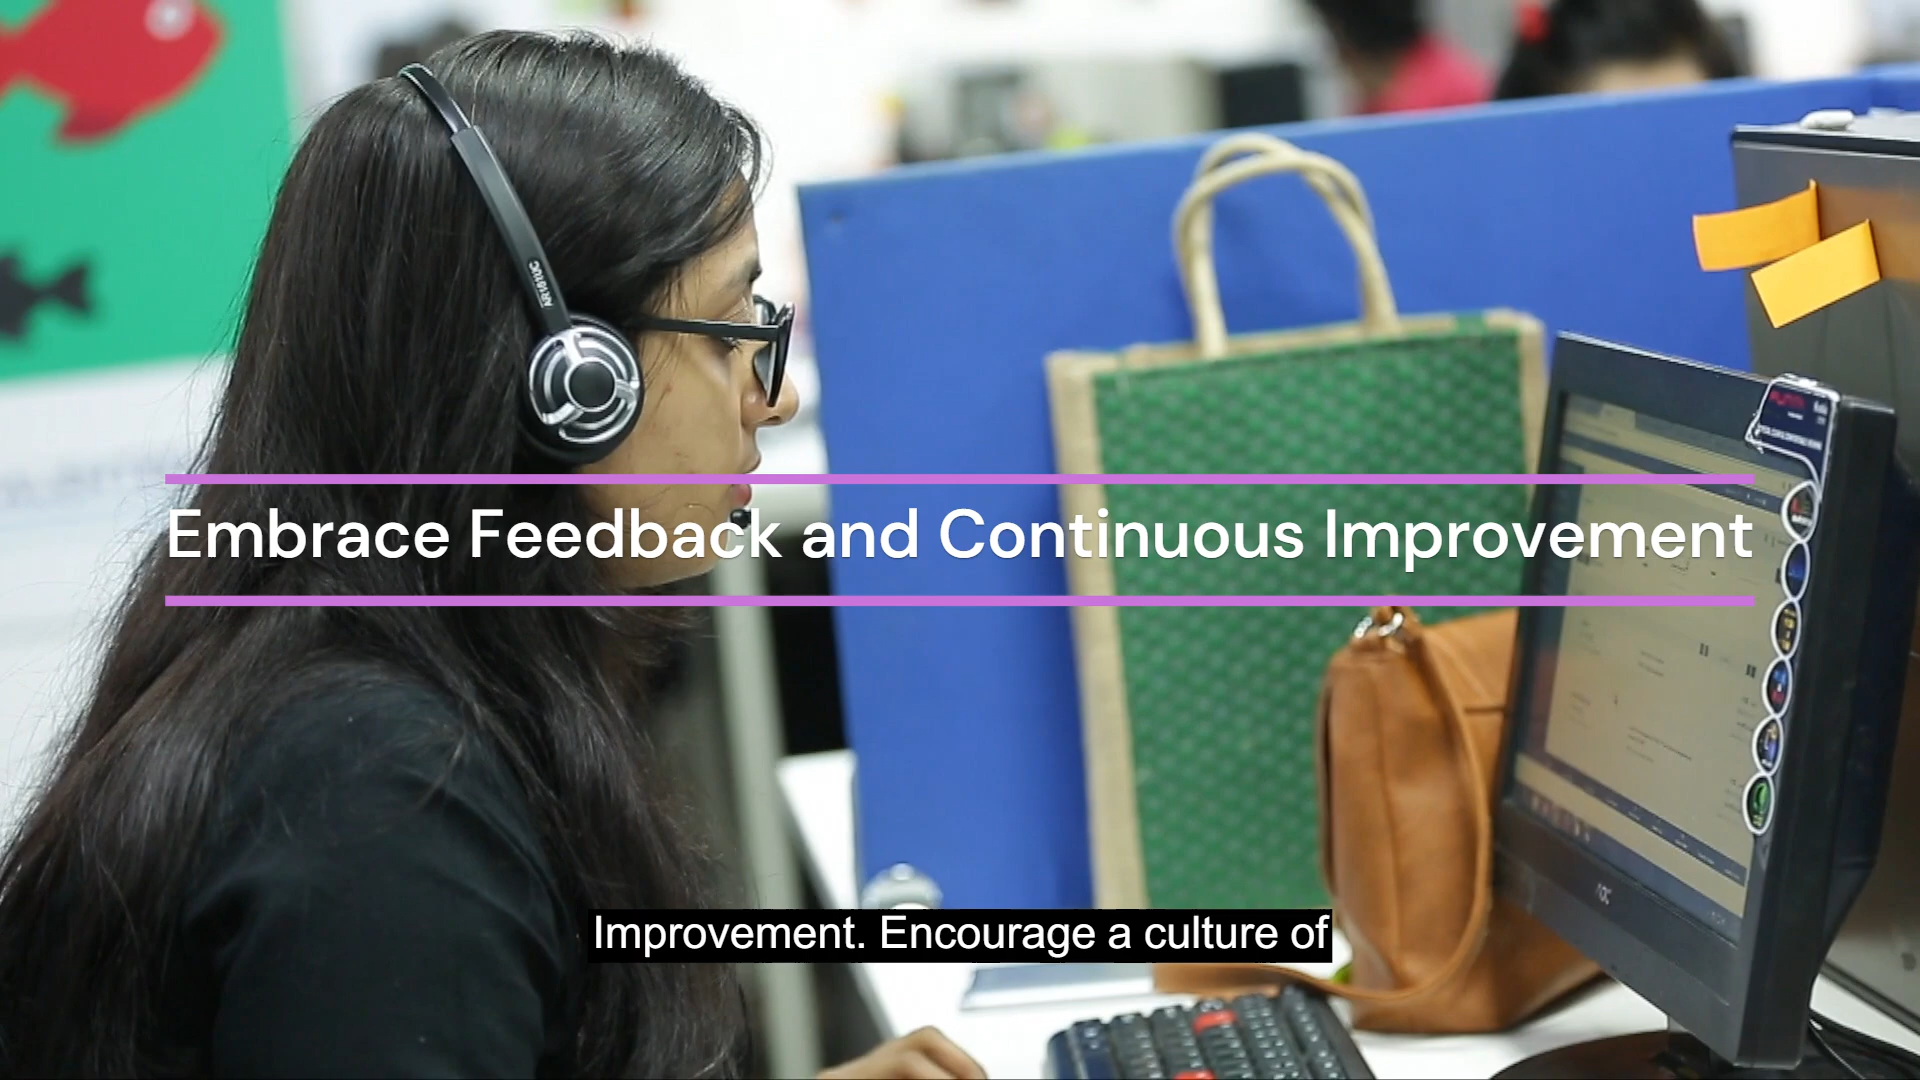 Embrace Feedback and Continuous Improvement
Improvement. Encourage a culture of